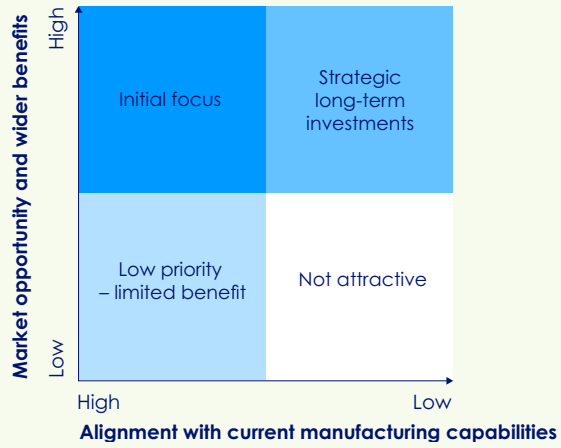 Market opportunity and wider benefits
High
Low
Initial focus
Strategic
long-term
investments
Low priority
– limited benefit
Not attractive
High
Low
Alignment with current manufacturing capabilities